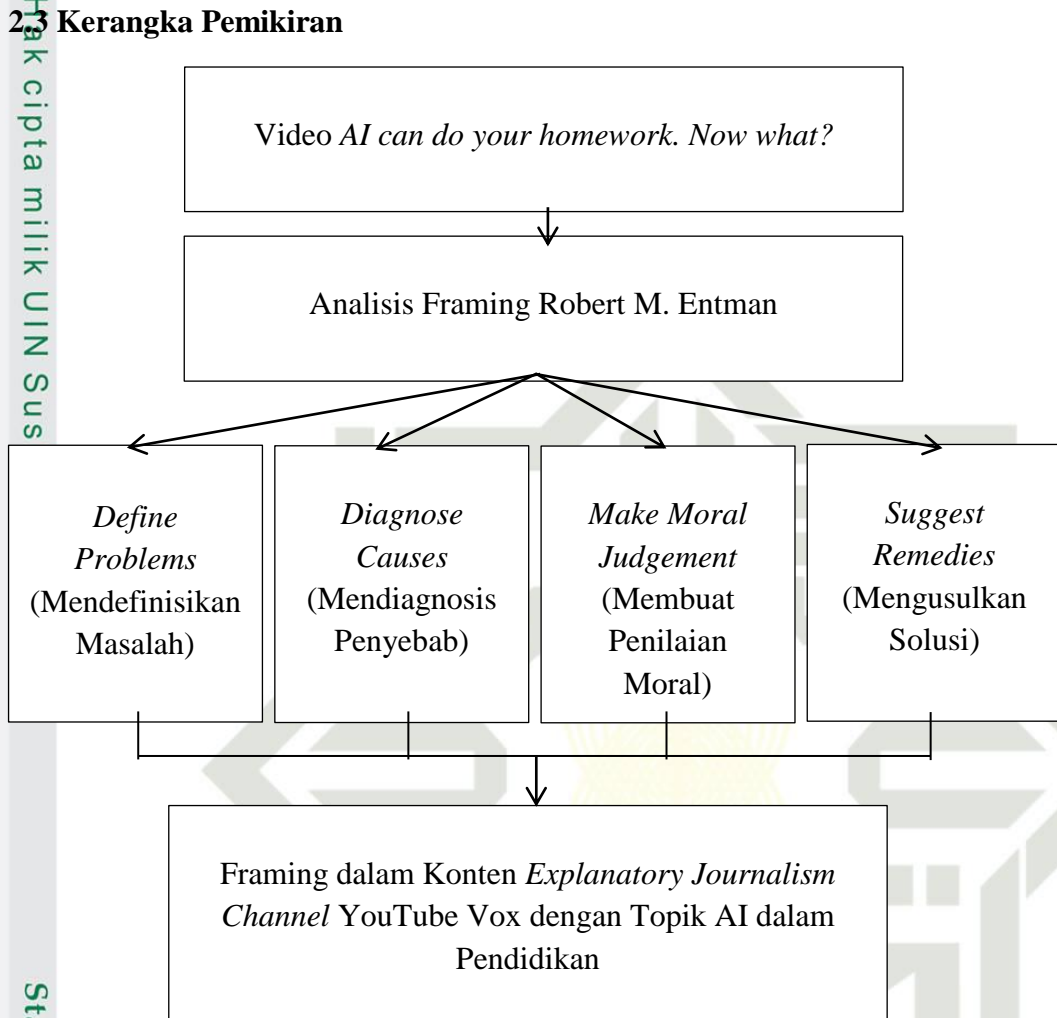 2.3 Kerangka Pemikiran
Hak cipta milik UIN Sus
Video AI can do your homework. Now what?
Analisis Framing Robert M. Entman
Define
Problems
(Mendefinisikan
Masalah)
Diagnose
Causes
(Mendiagnosis
Penyebab)
Make Moral
Judgement
(Membuat
Penilaian
Moral)
Suggest
Remedies
(Mengusulkan
Solusi)
Framing dalam Konten Explanatory Journalism
Channel YouTube Vox dengan Topik AI dalam
Pendidikan